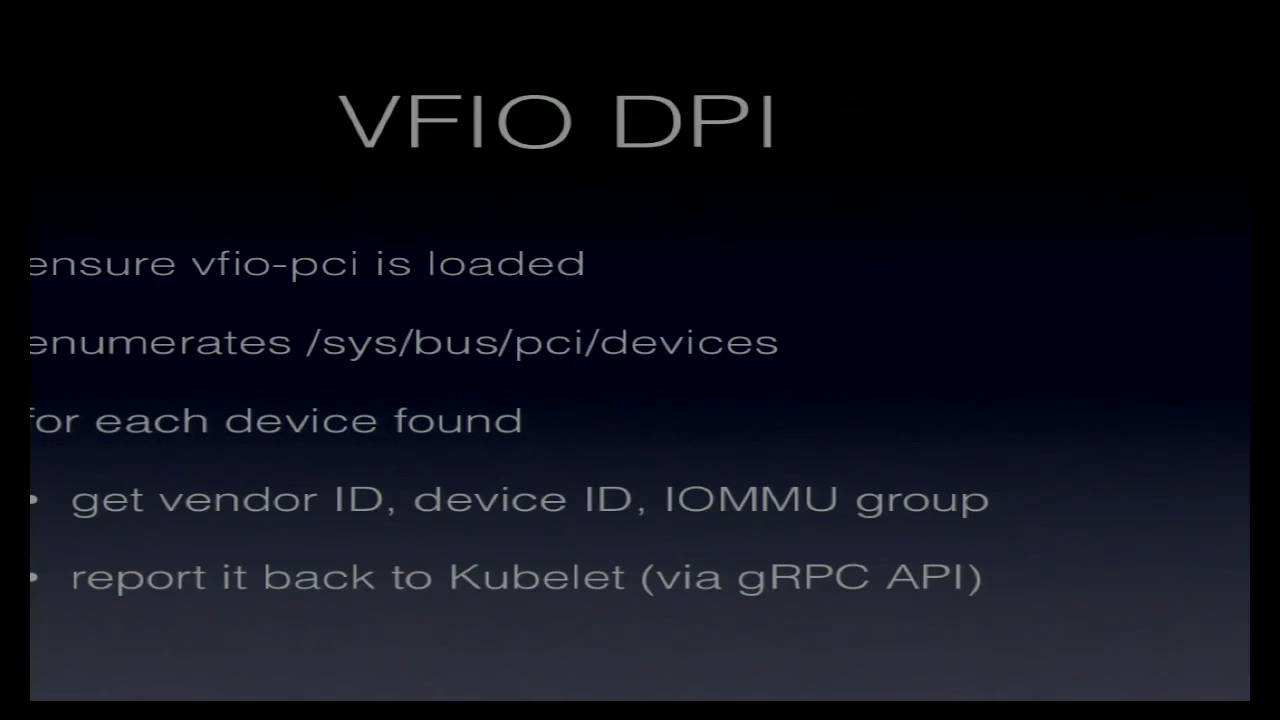 VFIO DPI
ensure vfio-pci is loaded
enumerates /sys/bus/pci/devices
for each device found
• get vendor ID, device ID, IOMMU group
• report it back to Kubelet (via gRPC API)